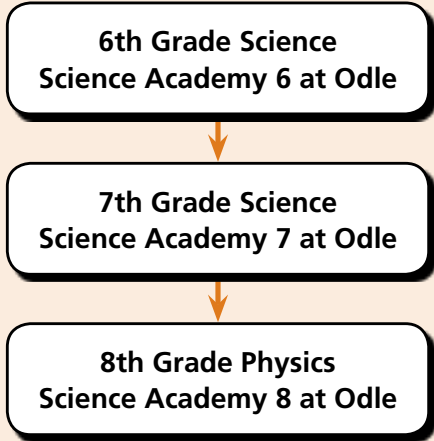 6th Grade Science
Science Academy 6 at Odle
7th Grade Science
Science Academy 7 at Odle
8th Grade Physics
Science Academy 8 at Odle